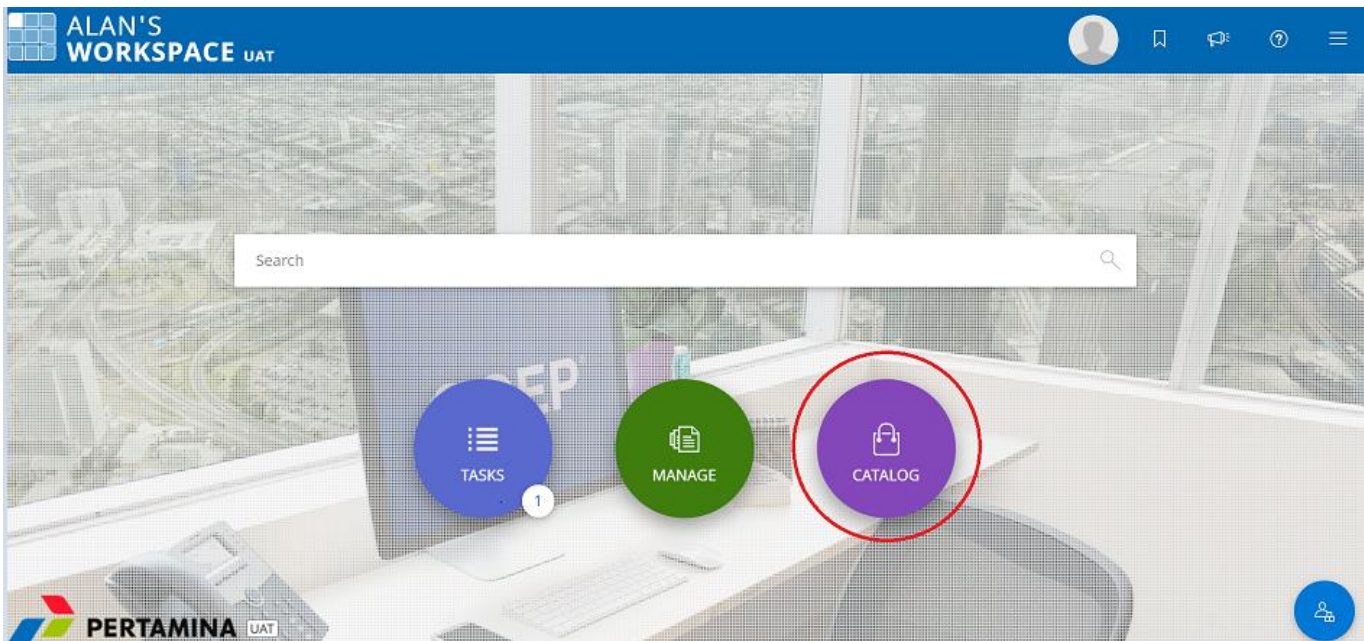 ALAN'S
WORKSPACE UAT
Search
TASKS
1
MANAGE
CATALOG
PERTAMINA UAT